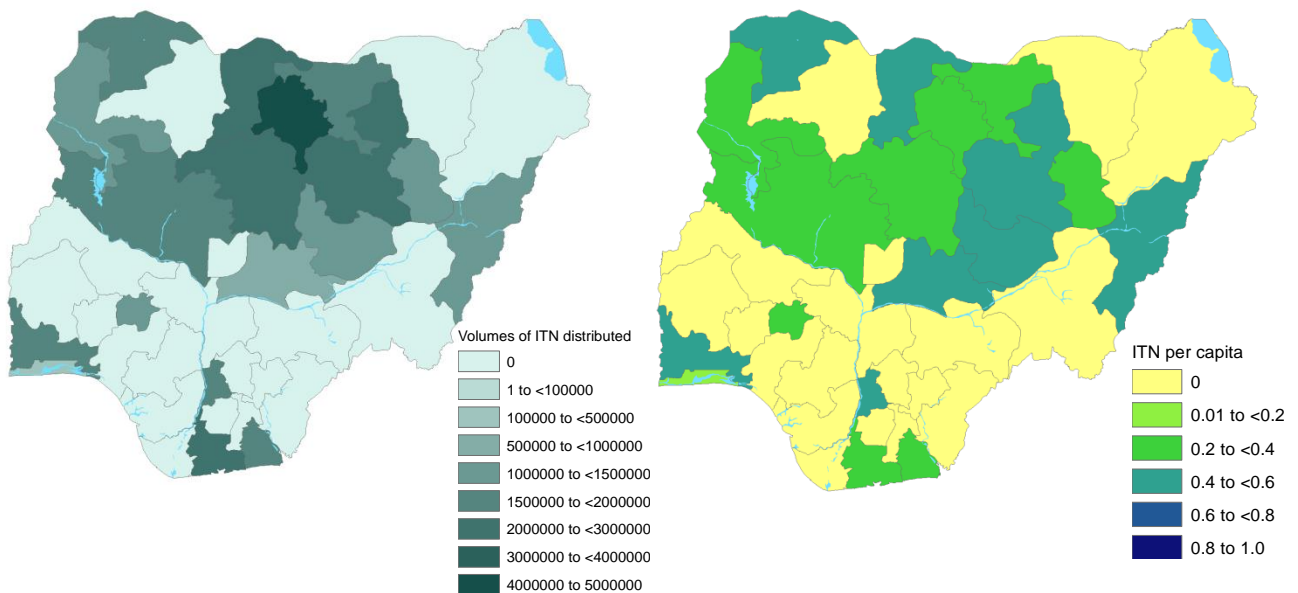 Volumes of ITN distributed
0
1 to <100000
100000 to <500000
500000 to <1000000
1000000 to <1500000
1500000 to <2000000
2000000 to <3000000
3000000 to <4000000
4000000 to 5000000
ITN per capita
0
0.01 to <0.2
0.2 to <0.4
0.4 to <0.6
0.6 to <0.8
0.8 to 1.0